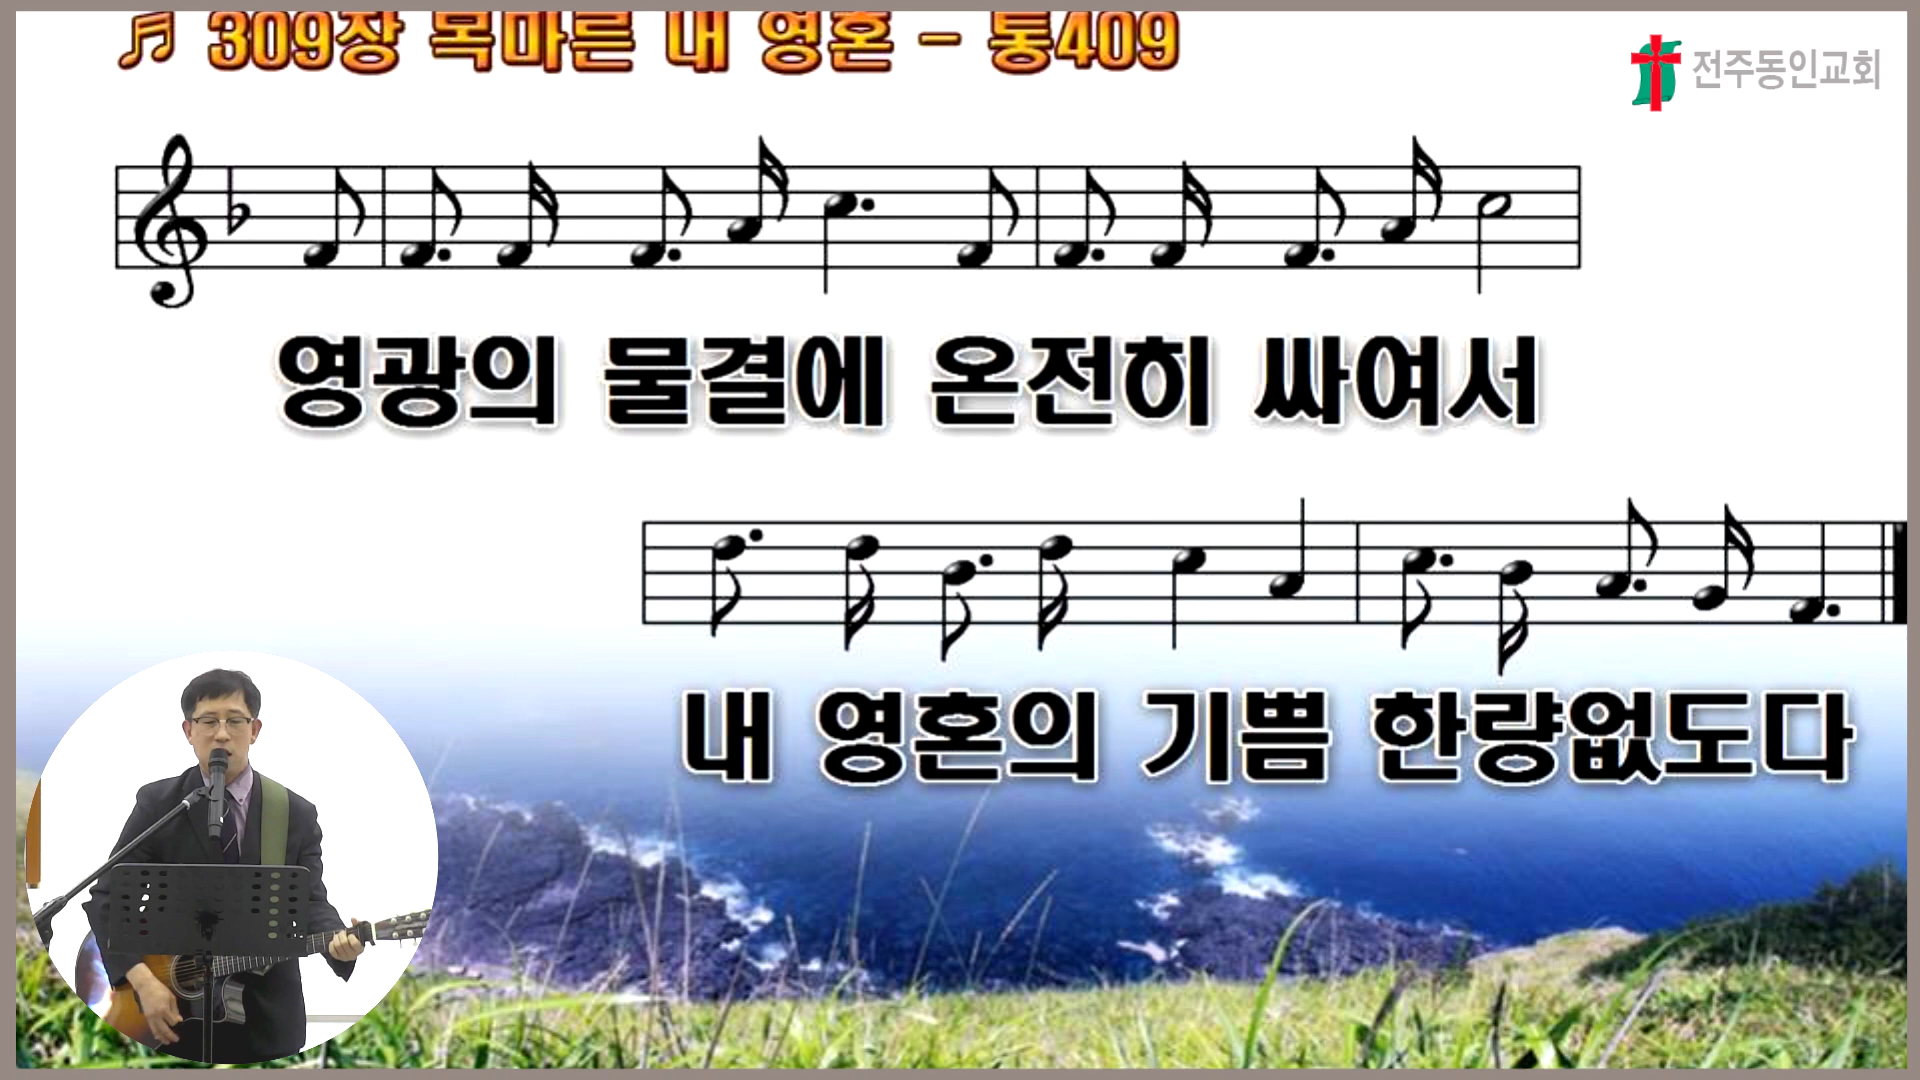 309장 목마른 내 영혼 - 통409
전주동인교회
영광의 물결에 온전히 싸여서
내 영혼의 기쁨 한량없도다